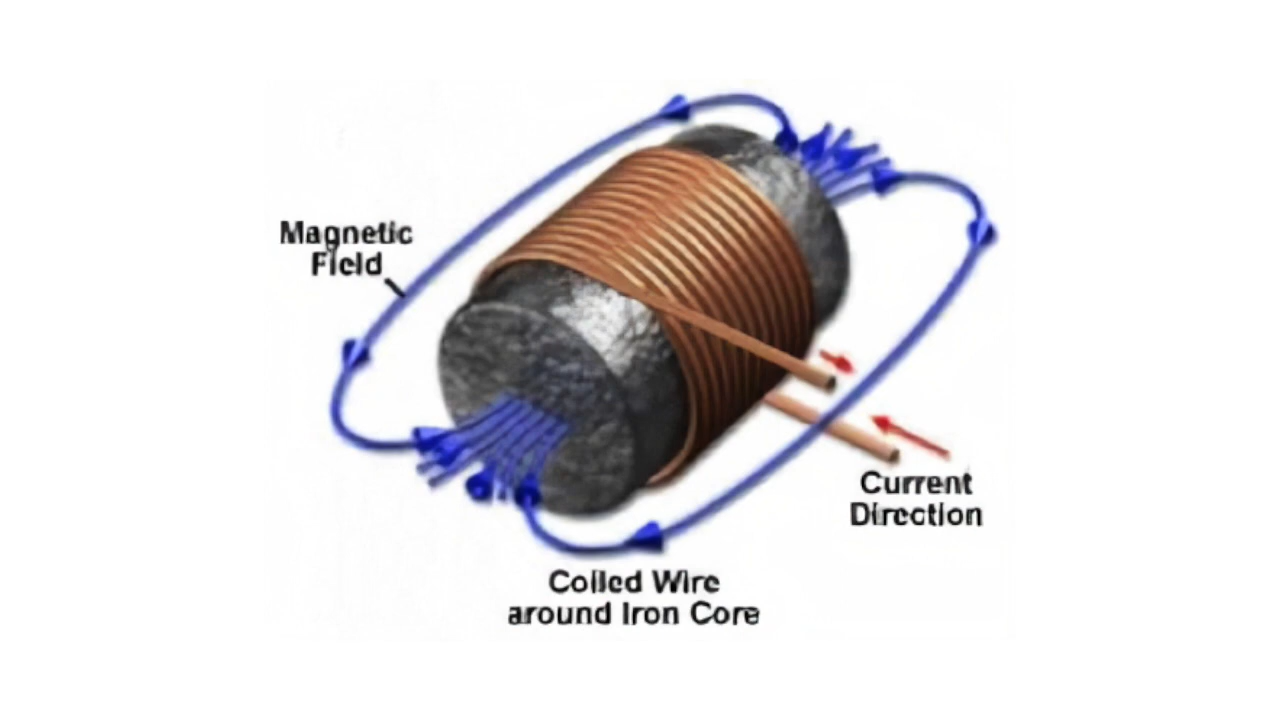 Magnetic
Field
Current
Direction
Coiled Wire
around Iron Core